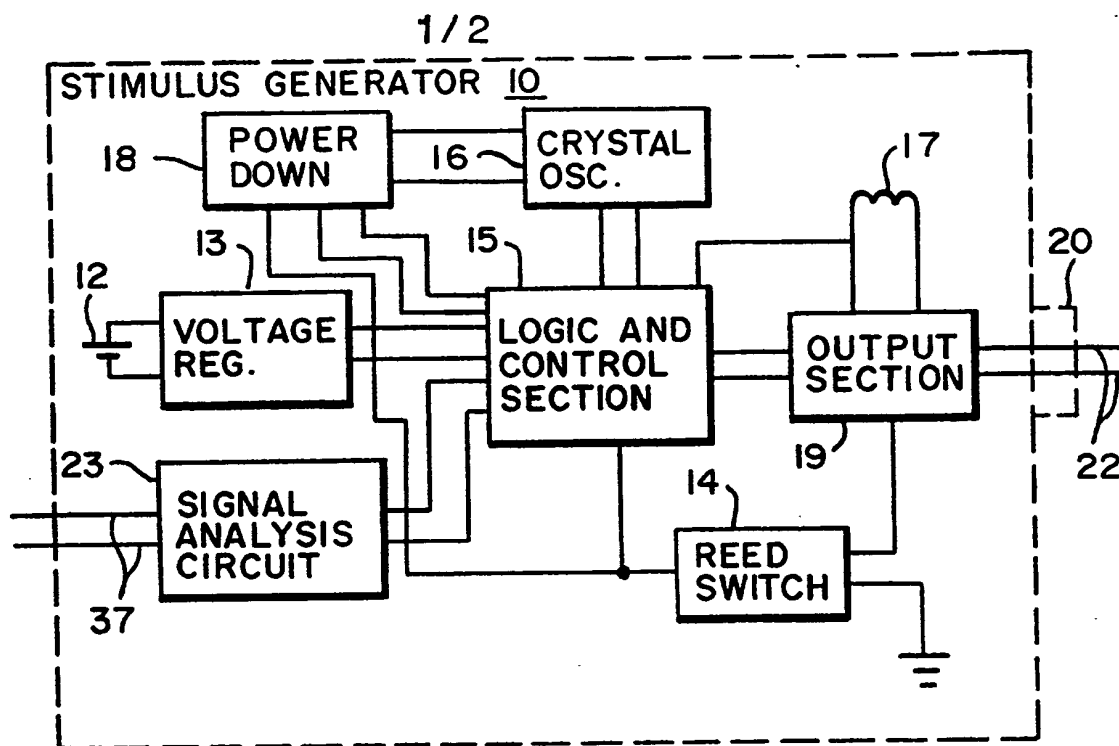 1/2
STIMULUS GENERATOR 10
POWER
DOWN
18
CRYSTAL
OSC.
16
17
13
15
12
20
VOLTAGE
REG.
LOGIC AND
CONTROL
SECTION
OUTPUT
SECTION
19
22
23
SIGNAL
ANALYSIS
CIRCUIT
14
REED
SWITCH
37